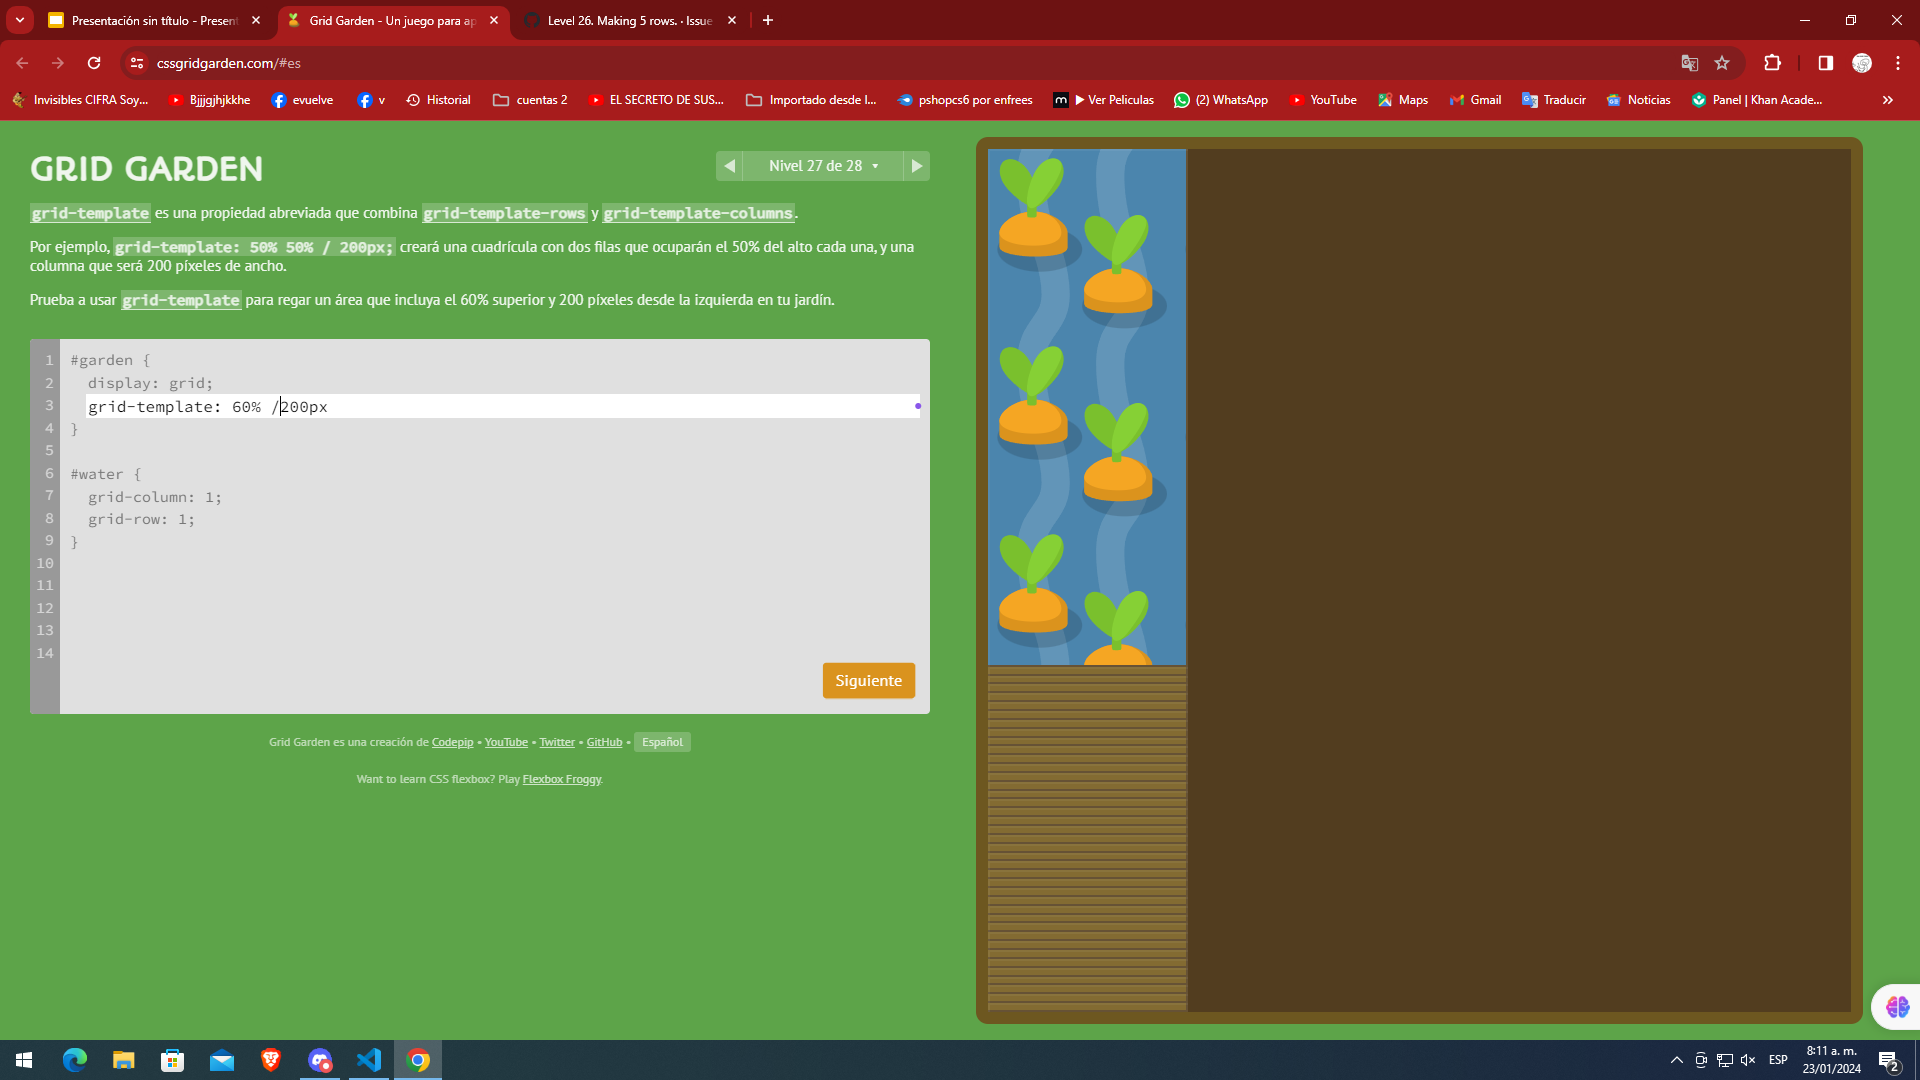 Presentación sin título - Present
Grid Garden - Un juego para ap
Level 26. Making 5 rows. · Issue
cssgridgarden.com/#es
Invisibles CIFRA Soy...
Bjjjgjhjkkhe
evuelve
v
Historial
cuentas 2
EL SECRETO DE SUS...
Importado desde l...
pshopcs6 por enfrees
m
▶ Ver Peliculas
(2) WhatsApp
YouTube
Maps
Gmail
Traducir
Noticias
Panel | Khan Acade...
»
GRID GARDEN
Nivel 27 de 28
grid-template es una propiedad abreviada que combina grid-template-rows y grid-template-columns.
Por ejemplo, grid-template: 50% 50% / 200px; creará una cuadrícula con dos filas que ocuparán el 50% del alto cada una, y una
columna que será 200 píxeles de ancho.
Prueba a usar grid-template para regar un área que incluya el 60% superior y 200 píxeles desde la izquierda en tu jardín.
1 #garden {
2 display: grid;
3 grid-template: 60% /200px
4 }
5
6 #water {
7 grid-column: 1;
8 grid-row: 1;
9 }
10
11
12
13
14
Siguiente
Grid Garden es una creación de Codepip • YouTube • Twitter • GitHub • Español
Want to learn CSS flexbox? Play Flexbox Froggy.
ESP
8:11 a. m.
23/01/2024
2